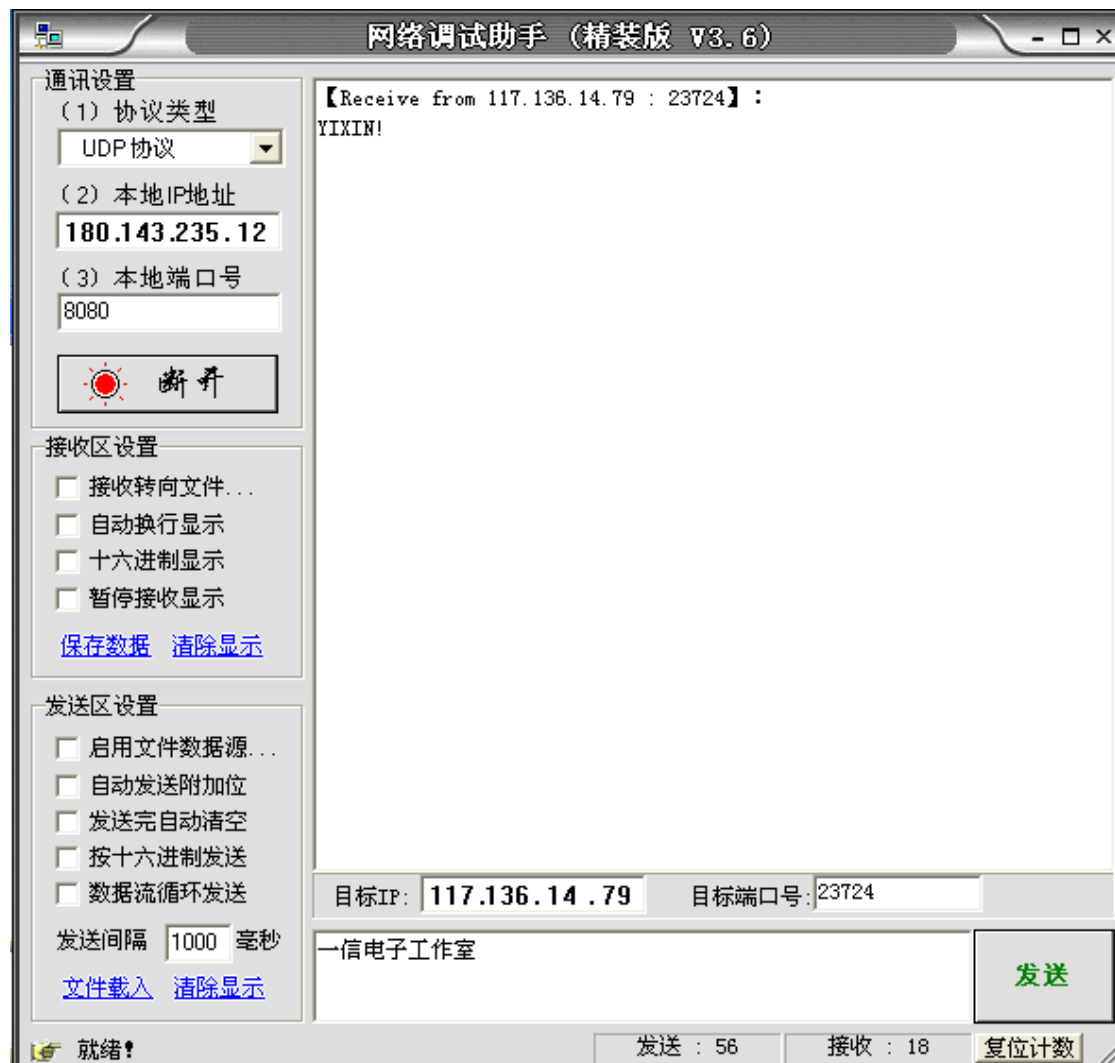 网络调试助手 (精装版 V3.6)
通讯设置
(1) 协议类型
UDP协议
(2) 本地IP地址
180.143.235.12
(3) 本地端口号
8080
断开
接收区设置
接收转向文件...
自动换行显示
十六进制显示
暂停接收显示
保存数据 清除显示
发送区设置
启用文件数据源...
自动发送附加位
发送完自动清空
按十六进制发送
数据流循环发送
发送间隔 1000 毫秒
文件载入 清除显示
【Receive from 117.136.14.79 : 23724】:
YIXIN!
目标IP: 117.136.14.79 目标端口号: 23724
一信电子工作室
发送
就绪! 发送 : 56 接收 : 18 复位计数